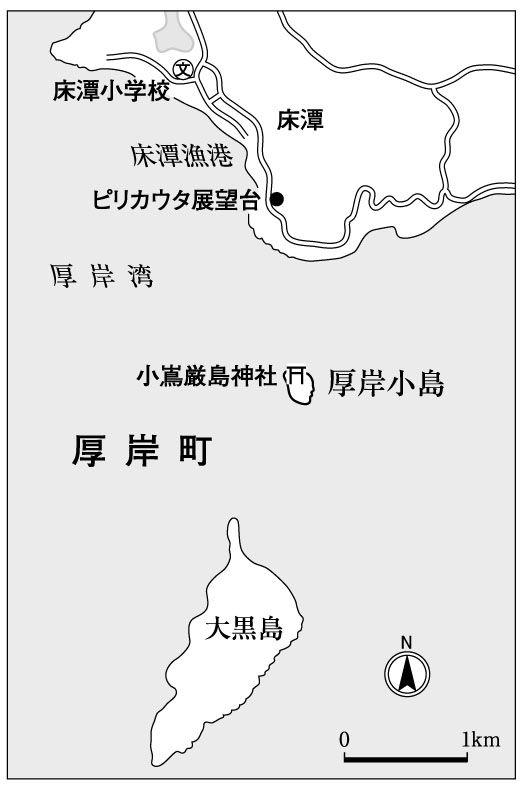 文
床潭小学校
床潭
床潭漁港
ピリカウタ展望台
厚岸湾
小嶌厳島神社
厚岸小島
厚岸町
大黒島
N
0 1km